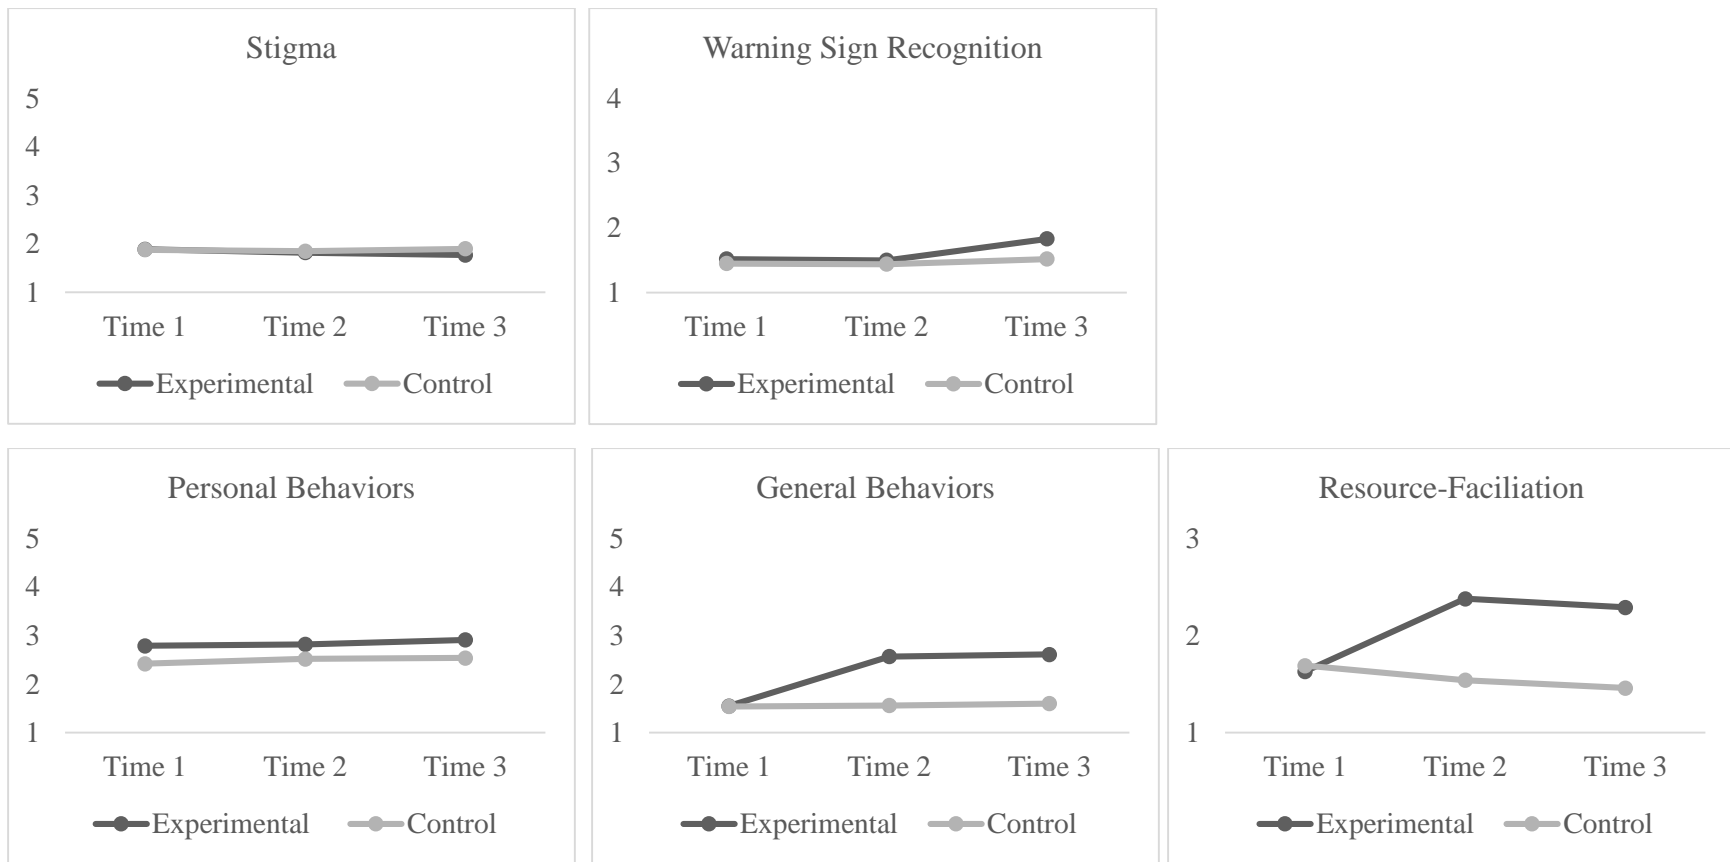 Stigma
5
4
3
2
1
Time 1 Time 2 Time 3
Experimental Control
Warning Sign Recognition
4
3
2
1
Time 1 Time 2 Time 3
Experimental Control
Personal Behaviors
5
4
3
2
1
Time 1 Time 2 Time 3
Experimental Control
General Behaviors
5
4
3
2
1
Time 1 Time 2 Time 3
Experimental Control
Resource-Faciliation
3
2
1
Time 1 Time 2 Time 3
Experimental Control